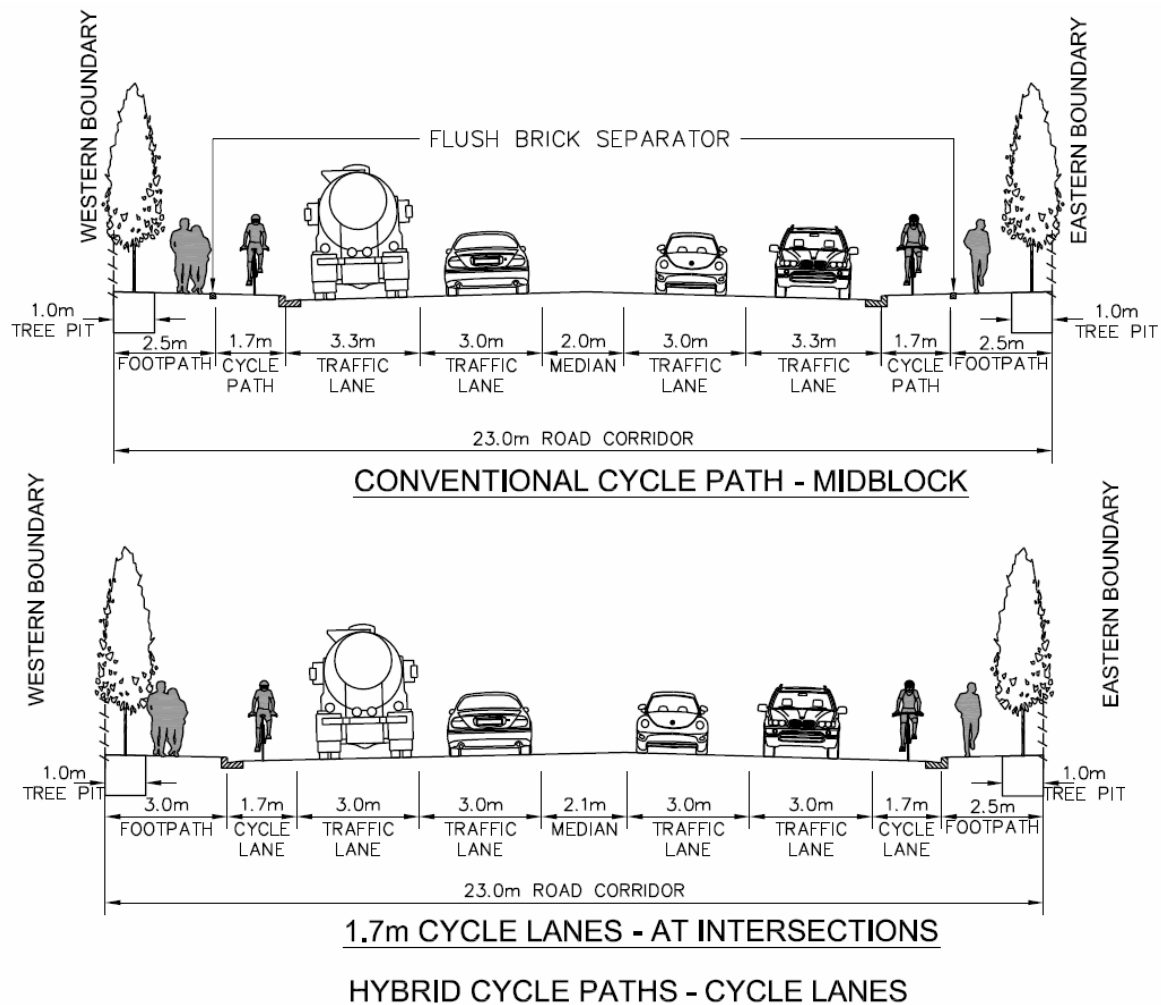 WESTERN BOUNDARY
EASTERN BOUNDARY
FLUSH BRICK SEPARATOR
1.0m
TREE PIT
1.0m
TREE PIT
2.5m
FOOTPATH
1.7m
CYCLE
PATH
3.3m
TRAFFIC
LANE
3.0m
TRAFFIC
LANE
2.0m
MEDIAN
3.0m
TRAFFIC
LANE
3.3m
TRAFFIC
LANE
1.7m
CYCLE
PATH
2.5m
FOOTPATH
23.0m ROAD CORRIDOR
CONVENTIONAL CYCLE PATH - MIDBLOCK
WESTERN BOUNDARY
EASTERN BOUNDARY
1.0m
TREE PIT
1.0m
TREE PIT
3.0m
FOOTPATH
1.7m
CYCLE
LANE
3.0m
TRAFFIC
LANE
3.0m
TRAFFIC
LANE
2.1m
MEDIAN
3.0m
TRAFFIC
LANE
3.0m
TRAFFIC
LANE
1.7m
CYCLE
LANE
2.5m
FOOTPATH
23.0m ROAD CORRIDOR
1.7m CYCLE LANES - AT INTERSECTIONS
HYBRID CYCLE PATHS - CYCLE LANES